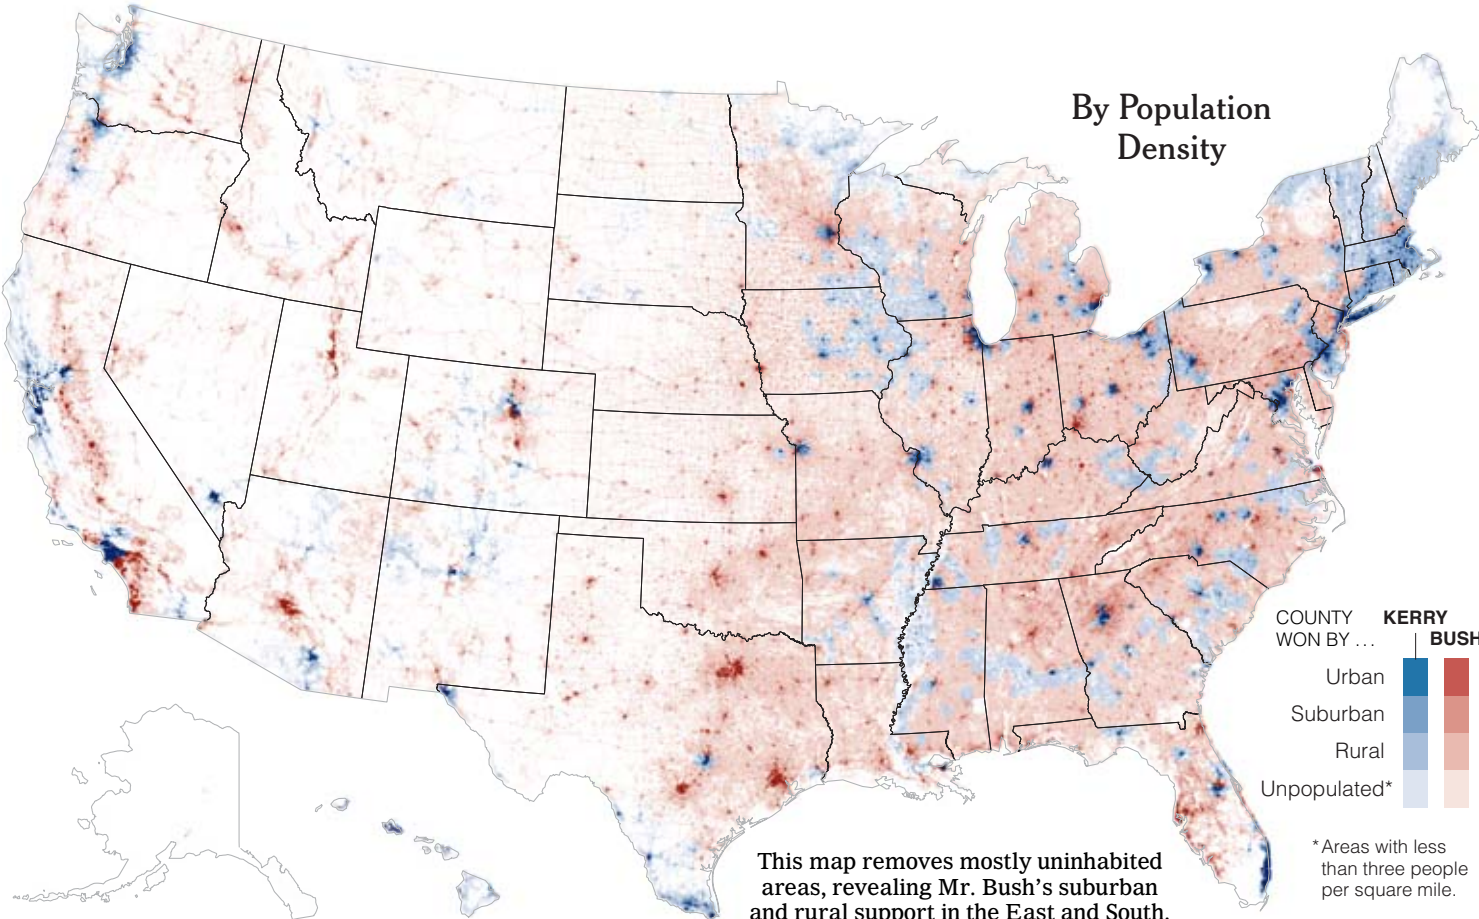 By Population
Density
COUNTY KERRY
WON BY ... BUSH
Urban
Suburban
Rural
Unpopulated*
*Areas with less
than three people
per square mile.
This map removes mostly uninhabited
areas, revealing Mr. Bush's suburban
and rural support in the East and South.